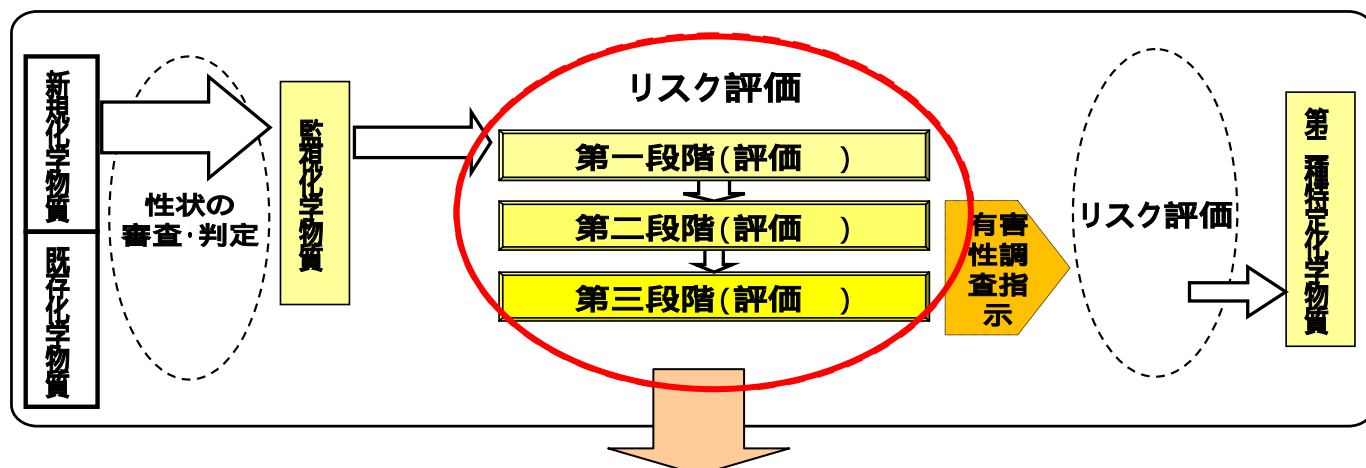 新規化学物質
既存化学物質
性状の
審査・判定
監視化学物質
リスク評価
第一段階(評価　)
第二段階(評価　)
第三段階(評価　)
有害
性調
査指
示
リスク評価
第二種特定化学物質